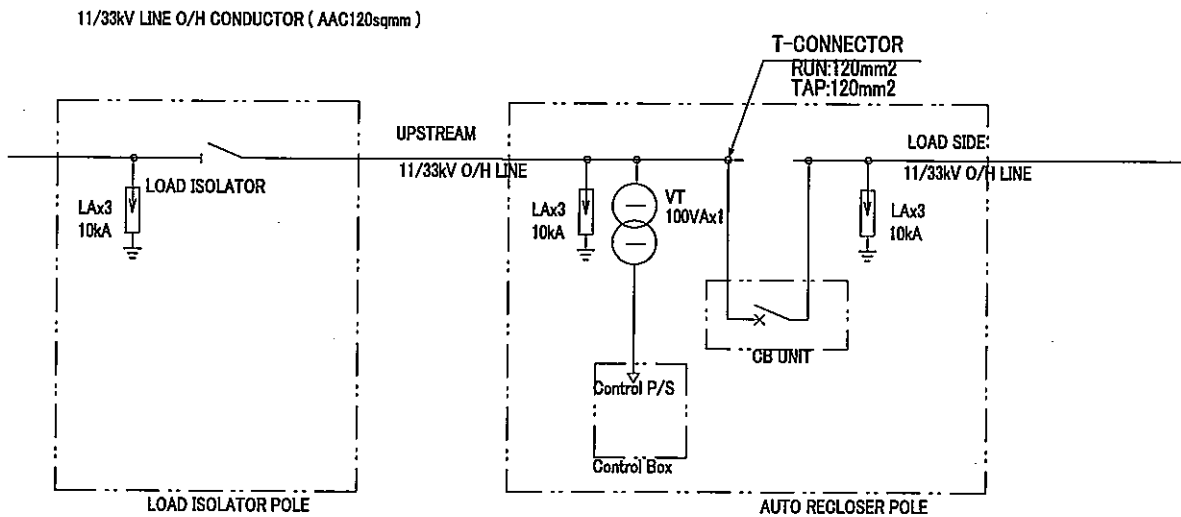 11/33kV LINE O/H CONDUCTOR ( AAC120sqmm )
T-CONNECTOR
RUN:120mm2
TAP:120mm2
UPSTREAM
11/33kV O/H LINE
LOAD SIDE
11/33kV O/H LINE
LOAD ISOLATOR
LAx3
10kA
LAx3
10kA
VT
100VAx1
LAx3
10kA
CB UNIT
Control P/S
Control Box
LOAD ISOLATOR POLE
AUTO RECLOSER POLE